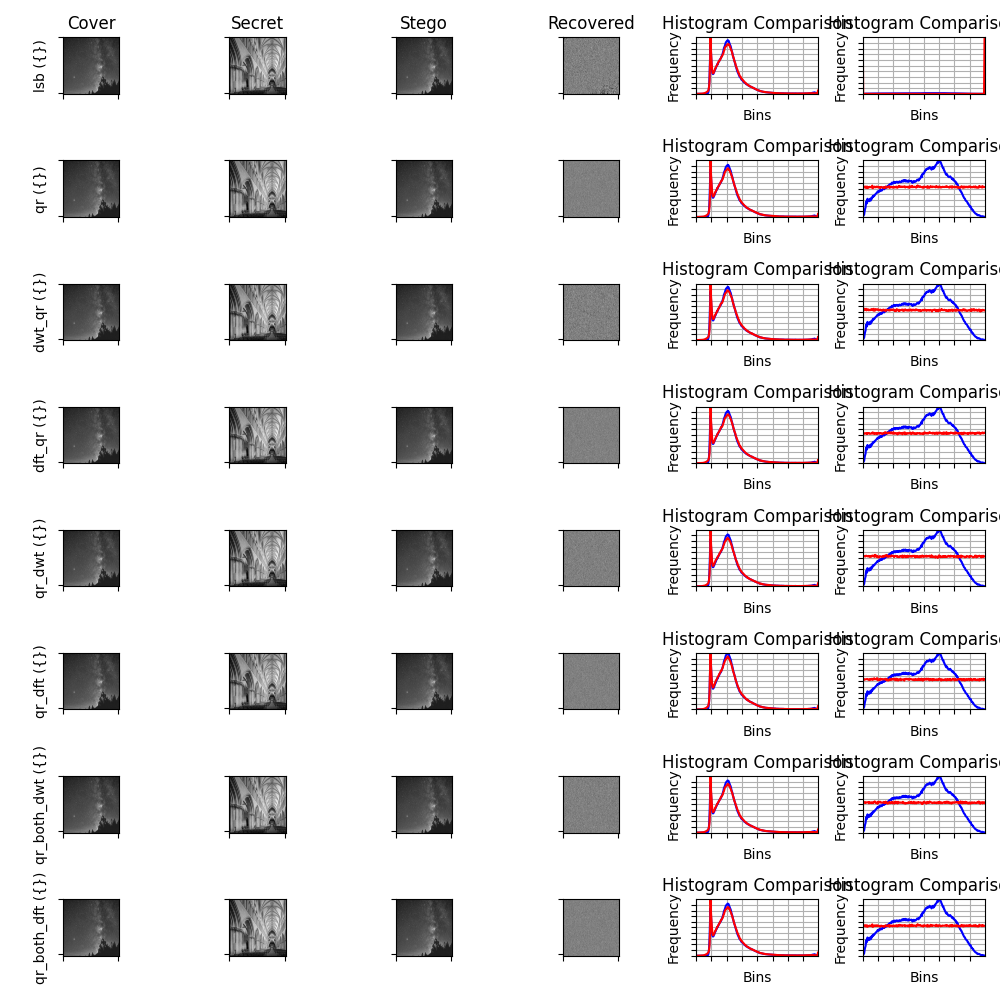 Cover Secret Stego Recovered Histogram Comparison Histogram Comparison
lsb ({}) Frequency Frequency
Bins Bins
Histogram Comparison Histogram Comparison
qr ({}) Frequency Frequency
Bins Bins
Histogram Comparison Histogram Comparison
dwt_qr ({}) Frequency Frequency
Bins Bins
Histogram Comparison Histogram Comparison
dft_qr ({}) Frequency Frequency
Bins Bins
Histogram Comparison Histogram Comparison
qr_dwt ({}) Frequency Frequency
Bins Bins
Histogram Comparison Histogram Comparison
qr_dft ({}) Frequency Frequency
Bins Bins
Histogram Comparison Histogram Comparison
qr_both_dwt ({}) Frequency Frequency
Bins Bins
Histogram Comparison Histogram Comparison
qr_both_dft ({}) Frequency Frequency
Bins Bins